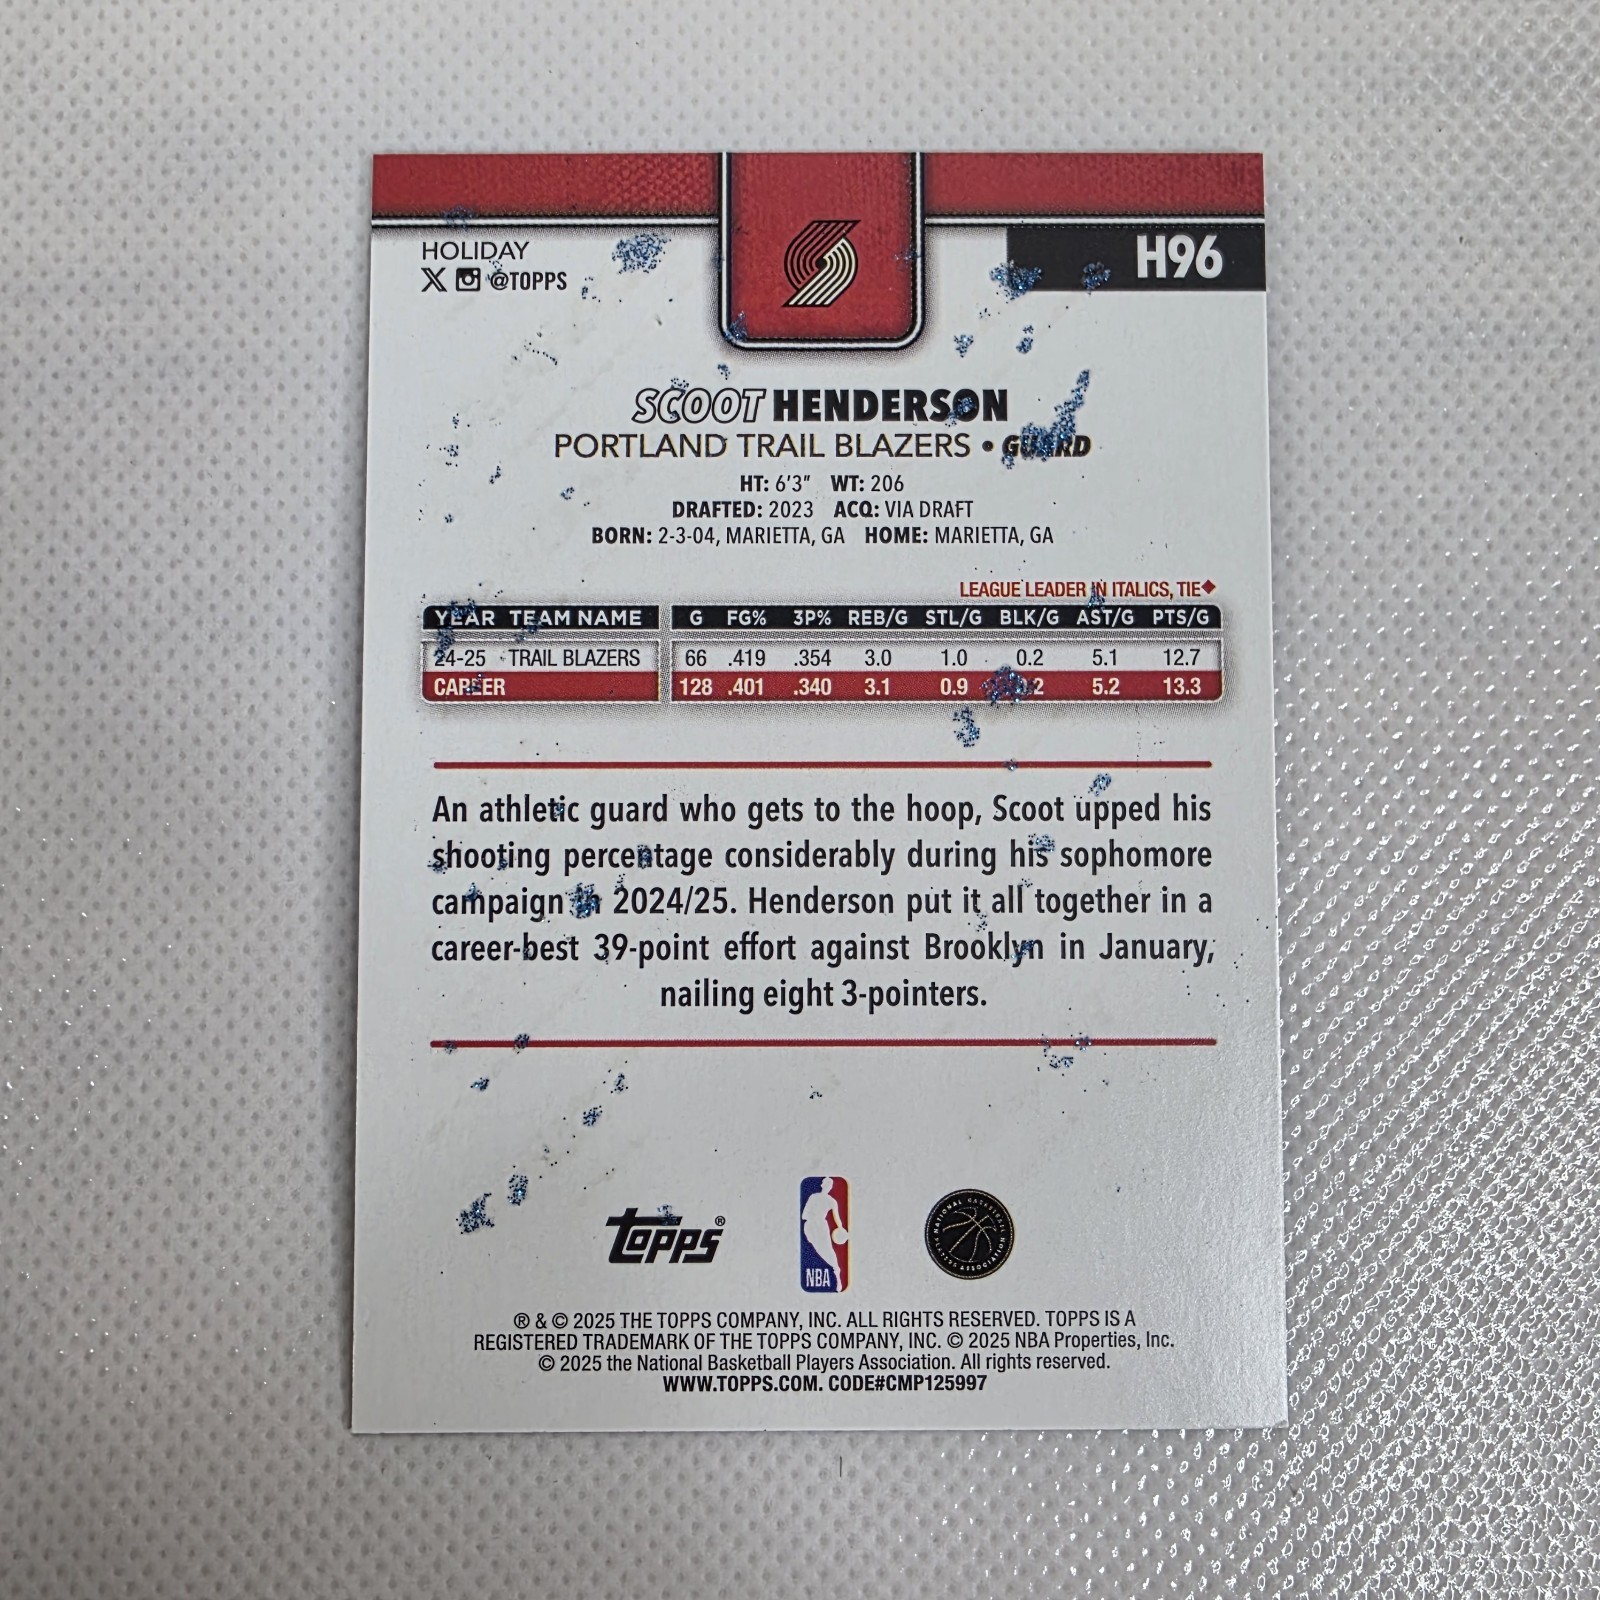 HOLIDAY
@TOPPS
H96
SCOOT HENDERSON
PORTLAND TRAIL BLAZERS • GUARD
HT: 6'3" WT: 206
DRAFTED: 2023 ACQ: VIA DRAFT
BORN: 2-3-04, MARIETTA, GA HOME: MARIETTA, GA
LEAGUE LEADER IN ITALICS, TIE◆
YEAR TEAM NAME G FG% 3P% REB/G STL/G BLK/G AST/G PTS/G
24-25 TRAIL BLAZERS 66 .419 .354 3.0 1.0 0.2 5.1 12.7
CAREER 128 .401 .340 3.1 0.9 0.2 5.2 13.3
An athletic guard who gets to the hoop, Scoot upped his
shooting percentage considerably during his sophomore
campaign in 2024/25. Henderson put it all together in a
career-best 39-point effort against Brooklyn in January,
nailing eight 3-pointers.
topps®
NBA
NATIONAL BASKETBALL PLAYERS ASSOCIATION
® & © 2025 THE TOPPS COMPANY, INC. ALL RIGHTS RESERVED. TOPPS IS A
REGISTERED TRADEMARK OF THE TOPPS COMPANY, INC. © 2025 NBA Properties, Inc.
© 2025 the National Basketball Players Association. All rights reserved.
WWW.TOPPS.COM. CODE#CMP125997